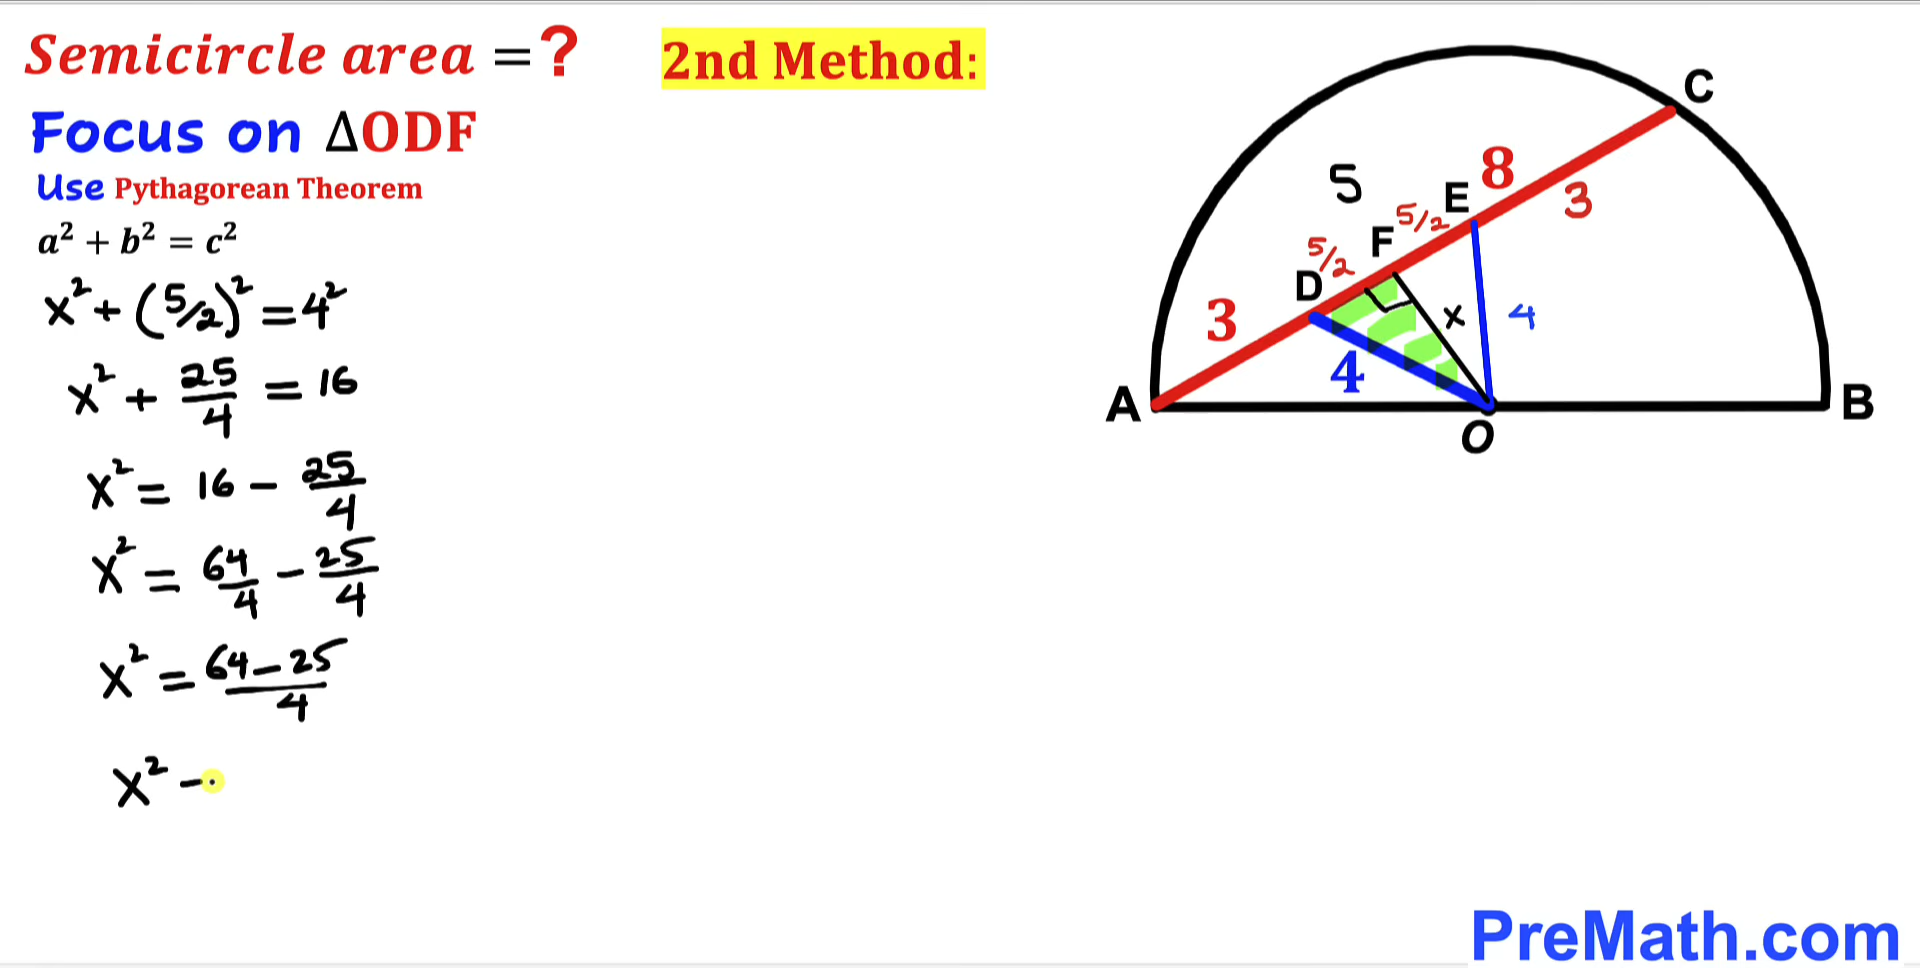 Semicircle area = ?
2nd Method:
Focus on ΔODF
Use Pythagorean Theorem
a² + b² = c²
x² + (5/2)² = 4²
x² + 25/4 = 16
x² = 16 - 25/4
x² = 64/4 - 25/4
x² = 64-25/4
x² -
C
5
8
E
3
5/2
F
5/2
D
3
x
4
4
A
B
O
PreMath.com